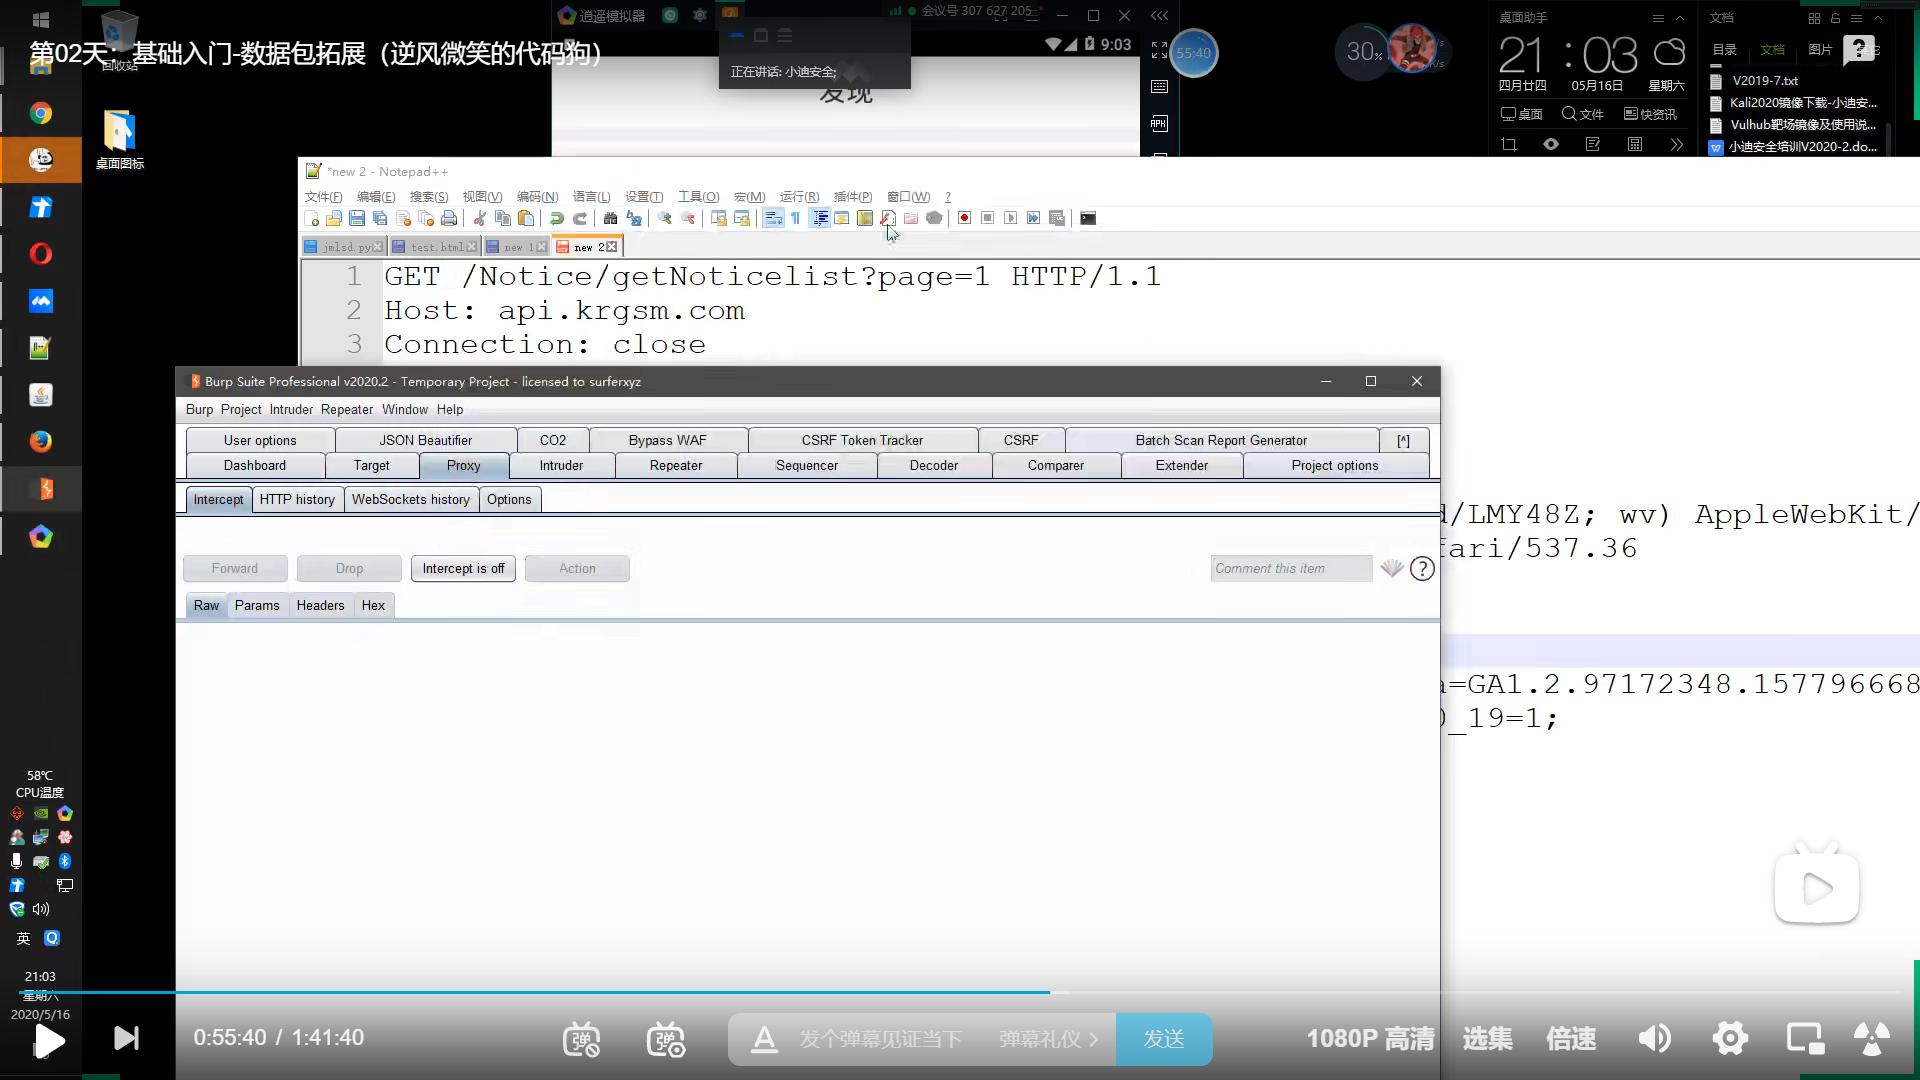 第02天：基础入门-数据包拓展（逆风微笑的代码狗）
回收站
桌面图标
逍遥模拟器
会议号 307 627 205
正在讲话: 小迪安全;
9:03
发现
55:40
30%
桌面助手
21:03
四月廿四 05月16日 星期六
桌面 文件 快资讯
文档
目录 文档 图片
V2019-7.txt
Kali2020镜像下载-小迪安...
Vulhub靶场镜像及使用说...
小迪安全培训V2020-2.do...
*new 2 - Notepad++
文件(F) 编辑(E) 搜索(S) 视图(V) 编码(N) 语言(L) 设置(T) 工具(O) 宏(M) 运行(R) 插件(P) 窗口(W) ?
jmlsd.py test.html new 1 new 2
1 GET /Notice/getNoticelist?page=1 HTTP/1.1
2 Host: api.krgsm.com
3 Connection: close
Burp Suite Professional v2020.2 - Temporary Project - licensed to surferxyz
Burp Project Intruder Repeater Window Help
User options JSON Beautifier CO2 Bypass WAF CSRF Token Tracker CSRF Batch Scan Report Generator [^]
Dashboard Target Proxy Intruder Repeater Sequencer Decoder Comparer Extender Project options
Intercept HTTP history WebSockets history Options
Forward Drop Intercept is off Action Comment this item ?
Raw Params Headers Hex
/LMY48Z; wv) AppleWebKit/
fari/537.36
=GA1.2.97172348.157796668
_19=1;
58℃
CPU温度
英
21:03
星期六
2020/5/16
0:55:40 / 1:41:40
弹 弹 A 发个弹幕见证当下 弹幕礼仪 > 发送
1080P 高清 选集 倍速